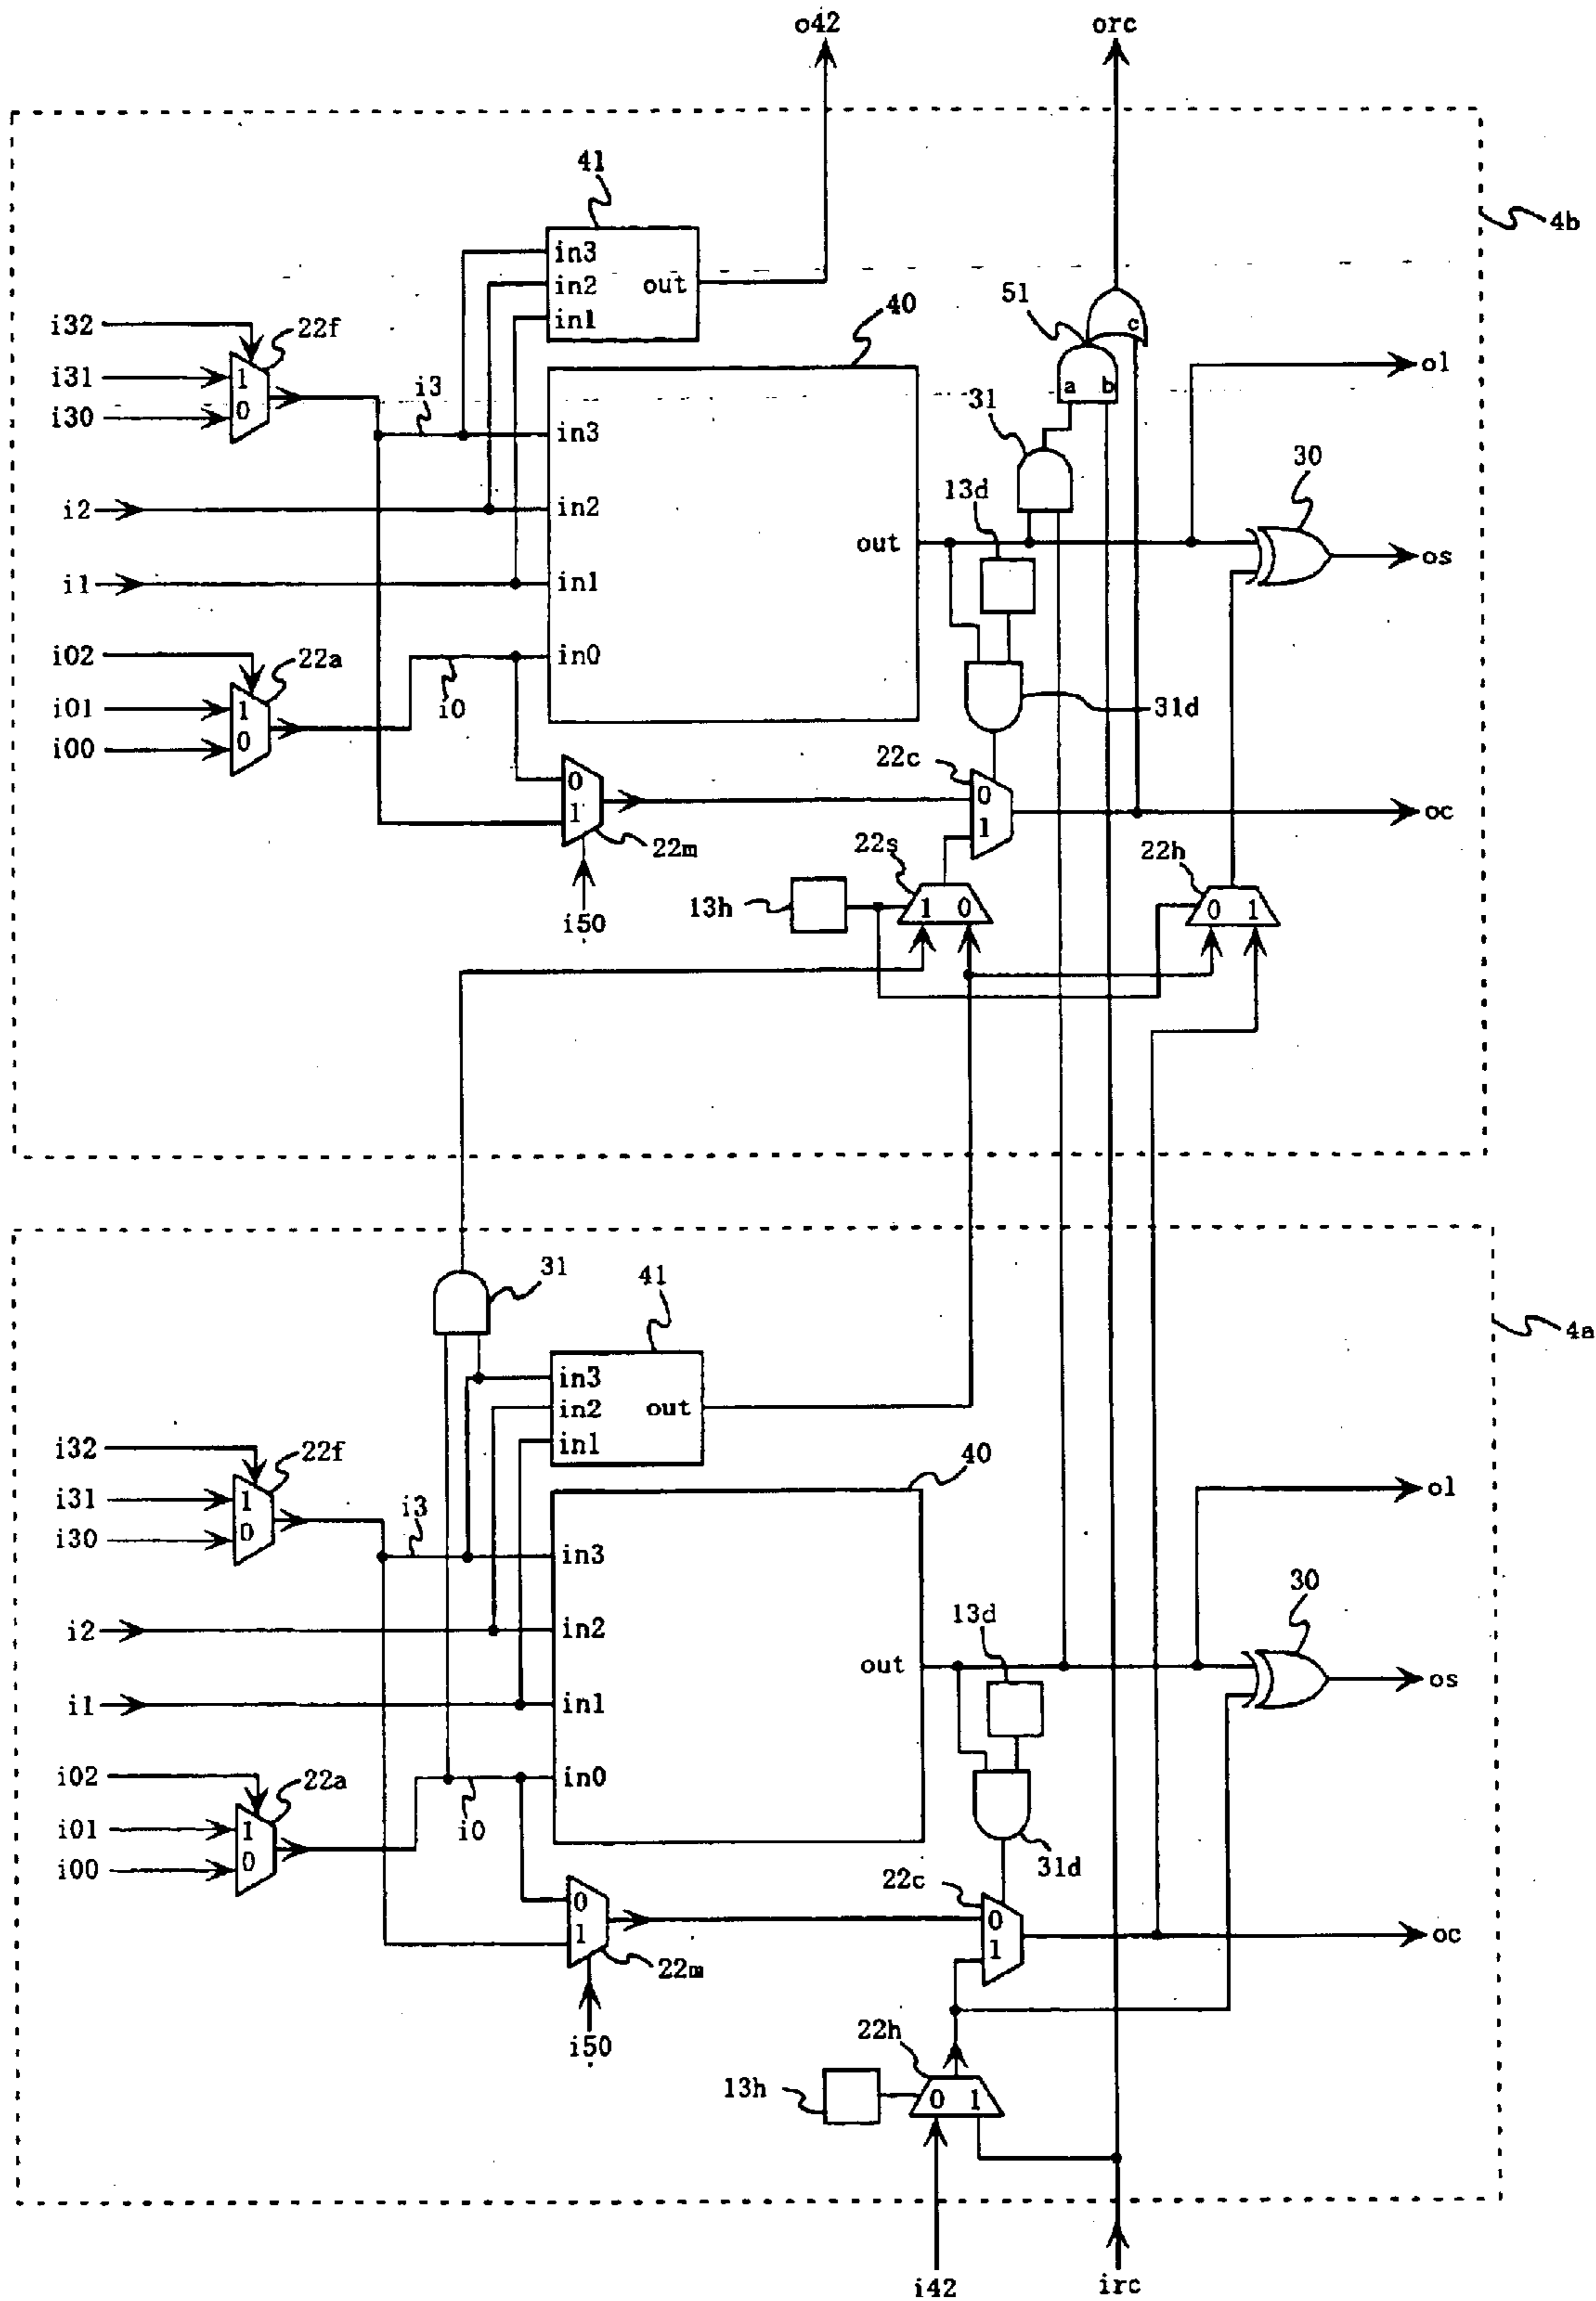 o42
orc
4b
41
in3
in2
out
in1
40
51
c
i32
22f
i31
1
i30
0
i3
a
b
31
ol
in3
30
13d
i2
in2
out
os
i1
in1
i02
22a
i01
1
i00
0
i0
in0
31d
22c
0
1
22m
i50
0
1
oc
22s
22h
13h
1 0
0 1
31
41
4a
in3
in2
out
in1
40
i32
22f
i31
1
i30
0
i3
ol
in3
30
13d
i2
in2
out
os
i1
in1
i02
22a
i01
1
i00
0
i0
in0
31d
22c
0
1
0
1
oc
22m
i50
22h
13h
0 1
i42
irc